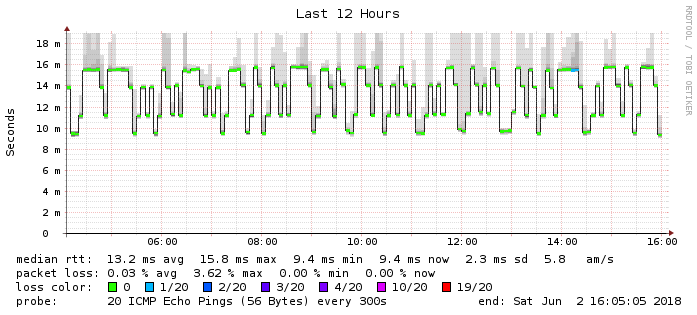 Last 12 Hours
RRDTOOL / TOBI OETIKER
Seconds
18 m
16 m
14 m
12 m
10 m
8 m
6 m
4 m
2 m
0
06:00 08:00 10:00 12:00 14:00 16:00
median rtt: 13.2 ms avg 15.8 ms max 9.4 ms min 9.4 ms now 2.3 ms sd 5.8 am/s
packet loss: 0.03 % avg 3.62 % max 0.00 % min 0.00 % now
loss color: 0 1/20 2/20 3/20 4/20 10/20 19/20
probe: 20 ICMP Echo Pings (56 Bytes) every 300s end: Sat Jun 2 16:05:05 2018